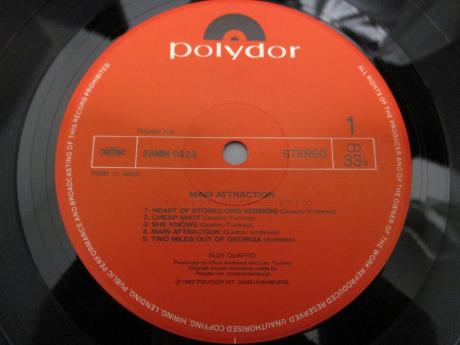 polydor
Polydor K.K.
28MM 0223
STEREO
1
33⅓
Made in Japan
MAIN ATTRACTION
1. HEART OF STONE(LONG VERSION) (Quatro/Andrews)
2. CHEAP SHOT (Quatro/Tuckey)
3. SHE KNOWS (Quatro/Tuckey)
4. MAIN ATTRACTION (Quatro/Andrews)
5. TWO MILES OUT OF GEORGIA (Andrews)
SUZI QUATRO
Produced by Chris Andrews and Len Tuckey
Original sound recording made by
Polydor Int. GmbH(Hamburg)
℗ 1982 POLYDOR INT. GmbH(HAMBURG)
ALL RIGHTS OF THE PRODUCER AND OF THE OWNER OF THE WORK REPRODUCED RESERVED. UNAUTHORISED COPYING, HIRING, LENDING, PUBLIC PERFORMANCE AND BROADCASTING OF THIS RECORD PROHIBITED